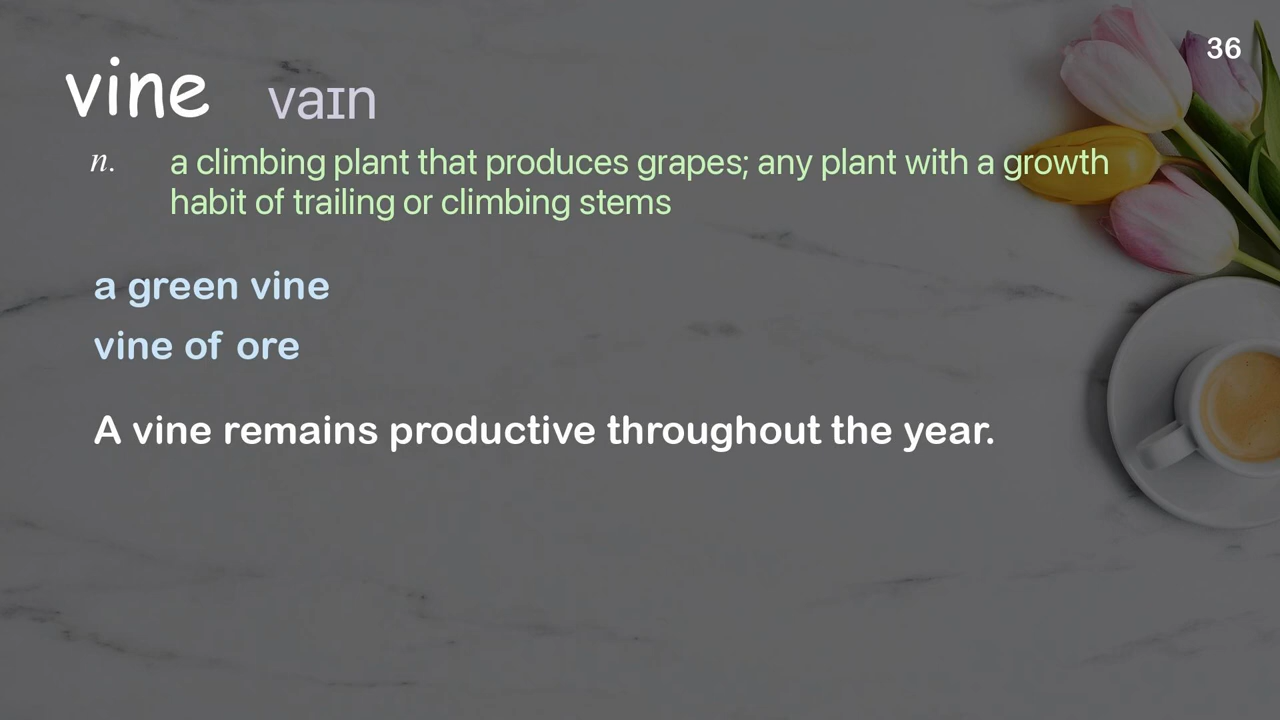 36
vine vaɪn
n. a climbing plant that produces grapes; any plant with a growth
habit of trailing or climbing stems
a green vine
vine of ore
A vine remains productive throughout the year.